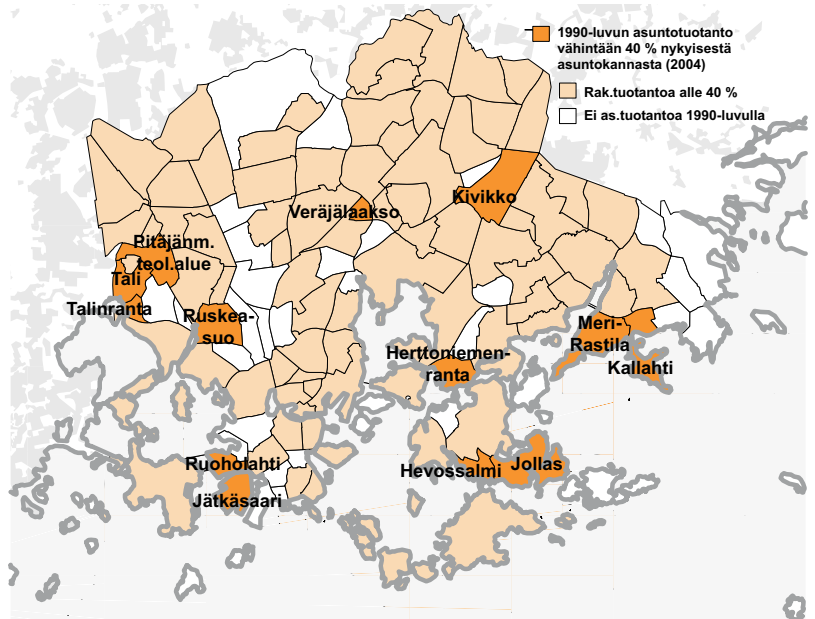 1990-luvun asuntotuotanto
vähintään 40 % nykyisestä
asuntokannasta (2004)
Rak.tuotantoa alle 40 %
Ei as.tuotantoa 1990-luvulla
Kivikko
Veräjälaakso
Pitäjänm.
teol.alue
Tali
Talinranta
Ruskea-
suo
Meri-
Rastila
Kallahti
Herttoniemen-
ranta
Ruoholahti
Jätkäsaari
Hevossalmi
Jollas